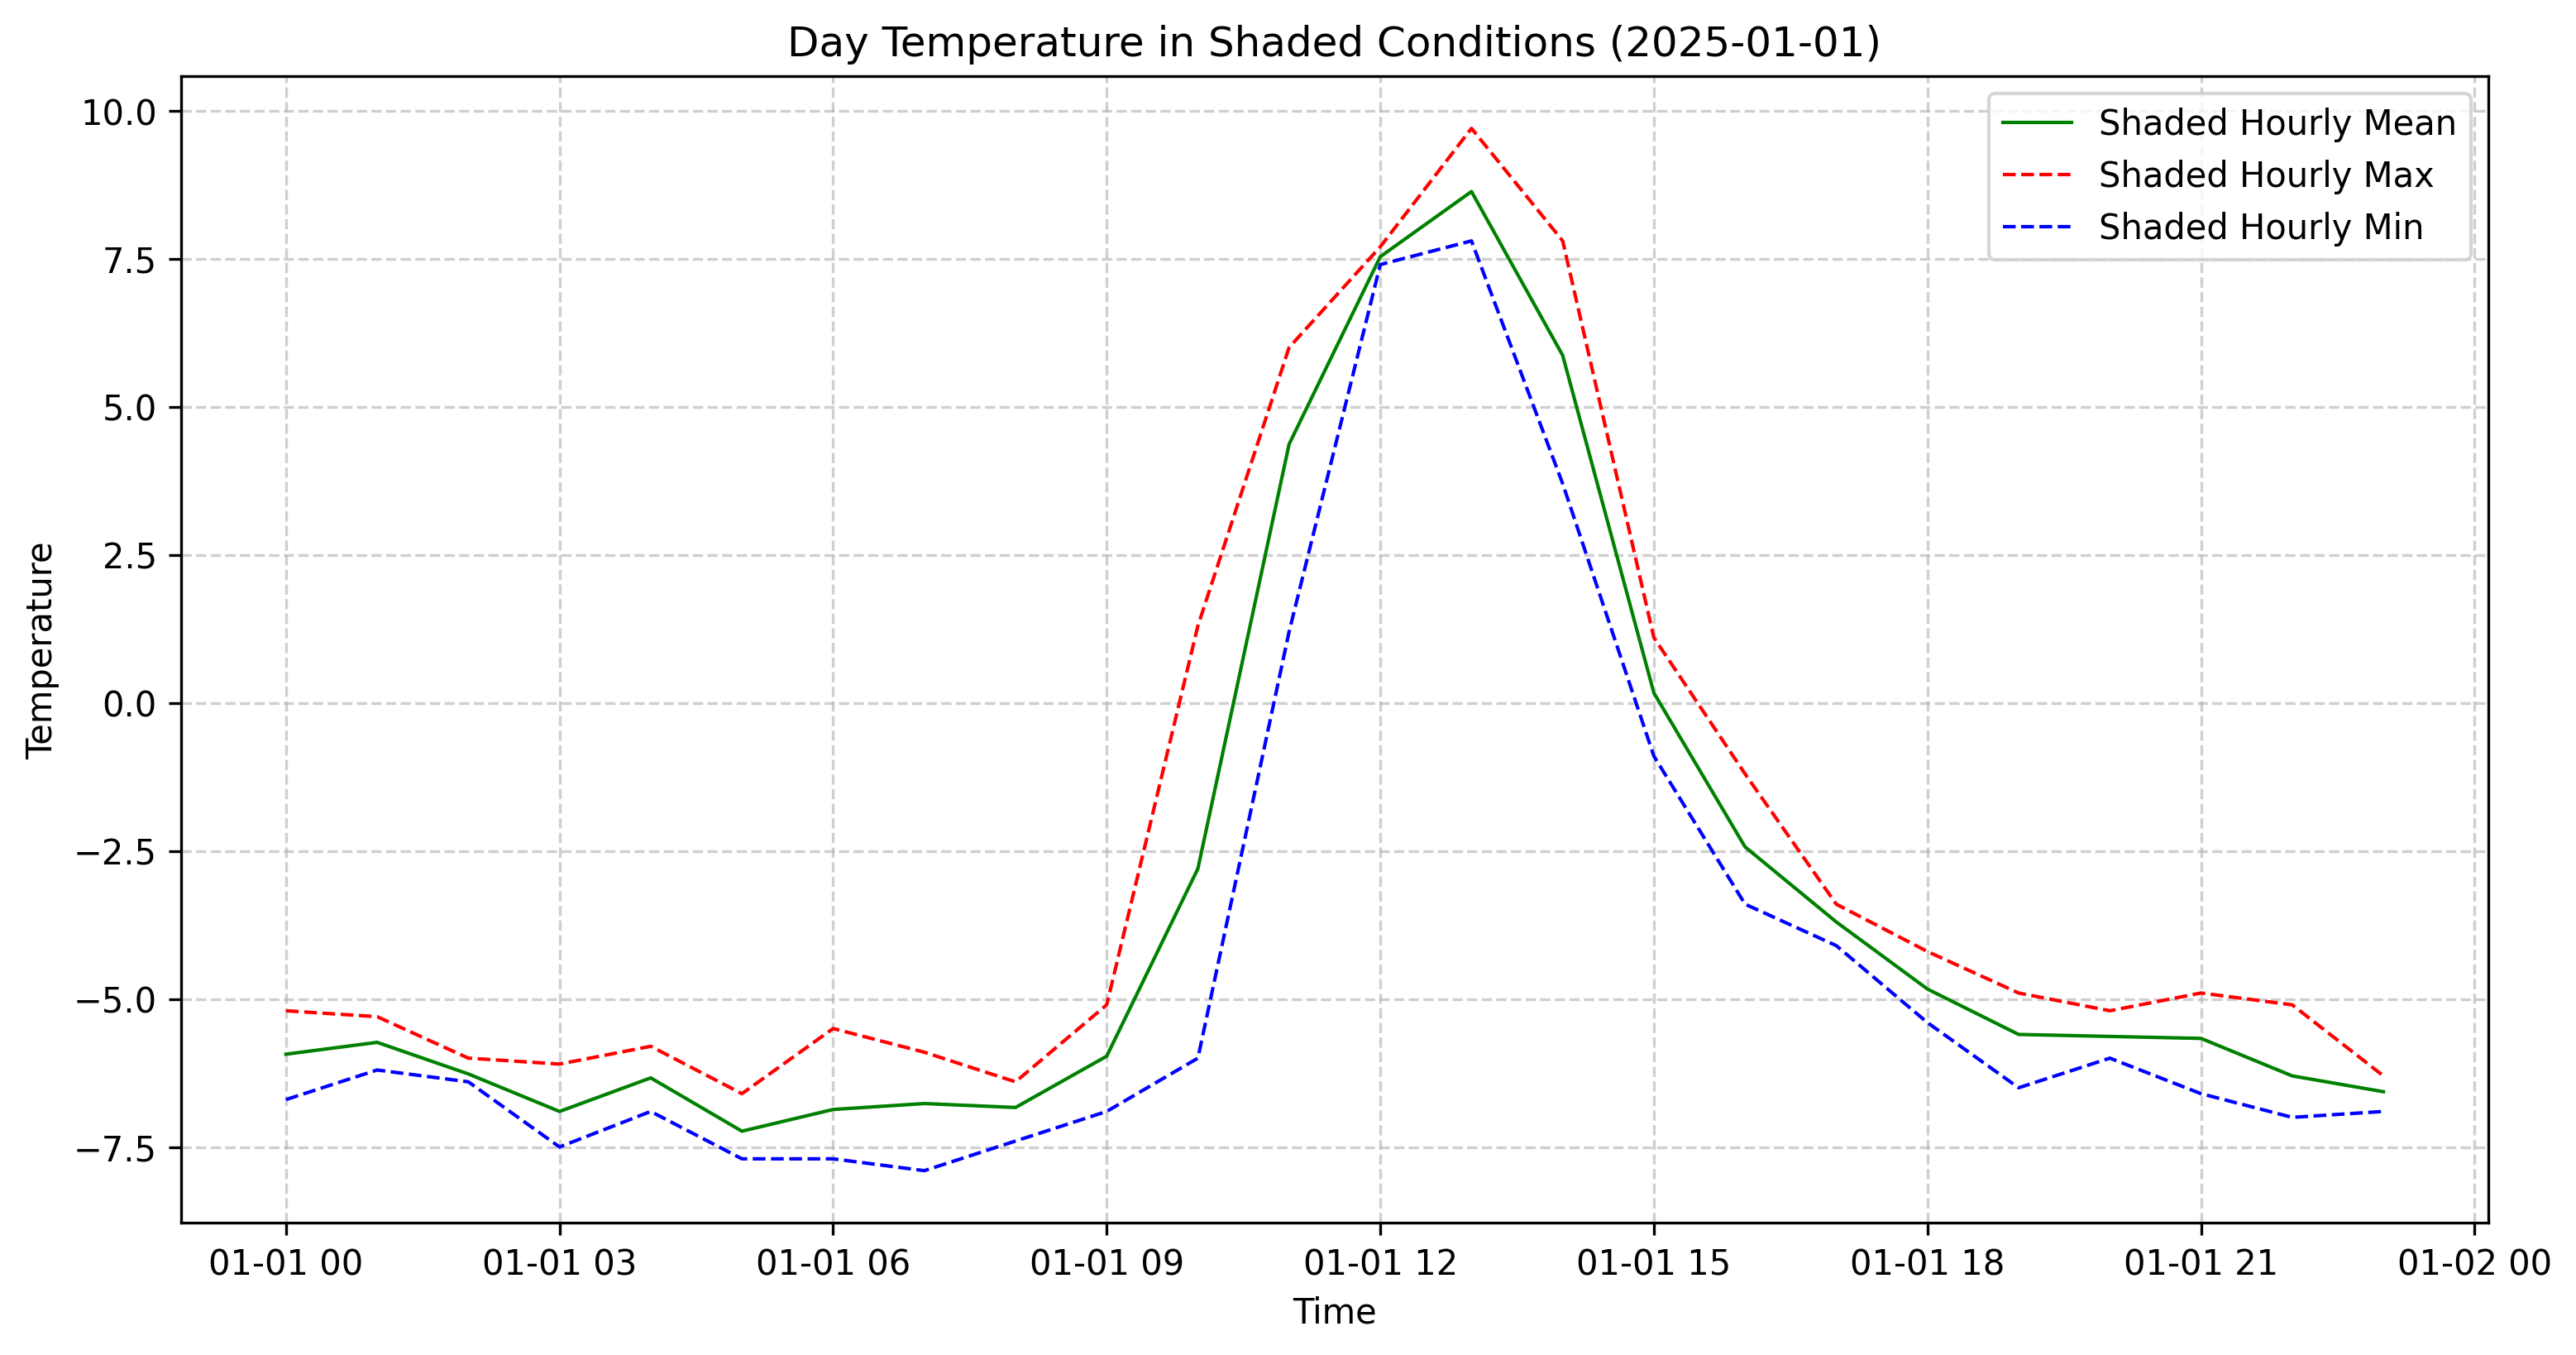 Day Temperature in Shaded Conditions (2025-01-01)
Shaded Hourly Mean
Shaded Hourly Max
Shaded Hourly Min
Temperature
10.0
7.5
5.0
2.5
0.0
−2.5
−5.0
−7.5
01-01 00 01-01 03 01-01 06 01-01 09 01-01 12 01-01 15 01-01 18 01-01 21 01-02 00
Time